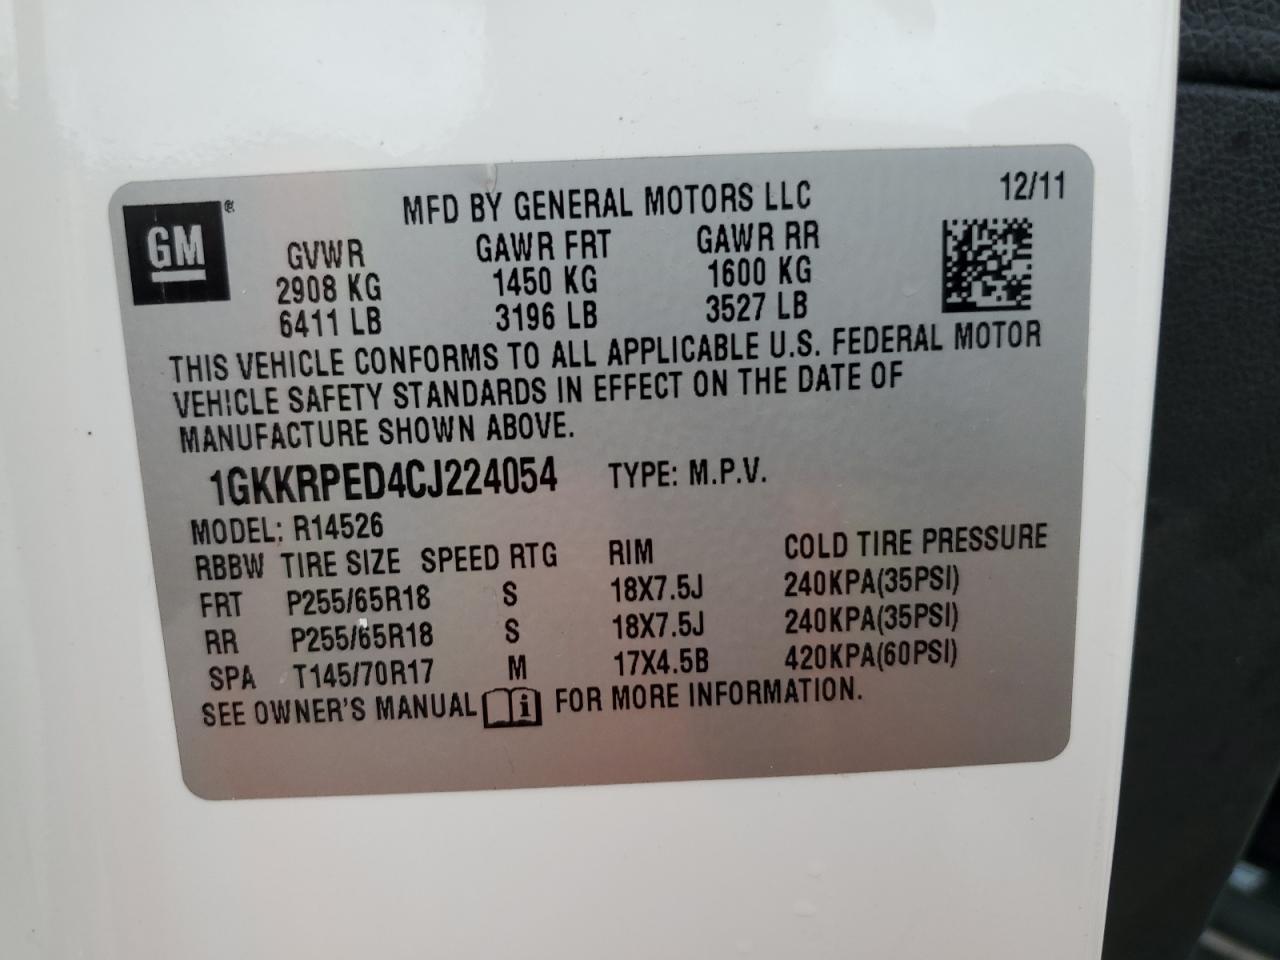 GM®
MFD BY GENERAL MOTORS LLC 12/11
GVWR GAWR FRT GAWR RR
2908 KG 1450 KG 1600 KG
6411 LB 3196 LB 3527 LB
THIS VEHICLE CONFORMS TO ALL APPLICABLE U.S. FEDERAL MOTOR
VEHICLE SAFETY STANDARDS IN EFFECT ON THE DATE OF
MANUFACTURE SHOWN ABOVE.
1GKKRPED4CJ224054 TYPE: M.P.V.
MODEL: R14526
RBBW TIRE SIZE SPEED RTG RIM COLD TIRE PRESSURE
FRT P255/65R18 S 18X7.5J 240KPA(35PSI)
RR P255/65R18 S 18X7.5J 240KPA(35PSI)
SPA T145/70R17 M 17X4.5B 420KPA(60PSI)
SEE OWNER'S MANUAL i FOR MORE INFORMATION.